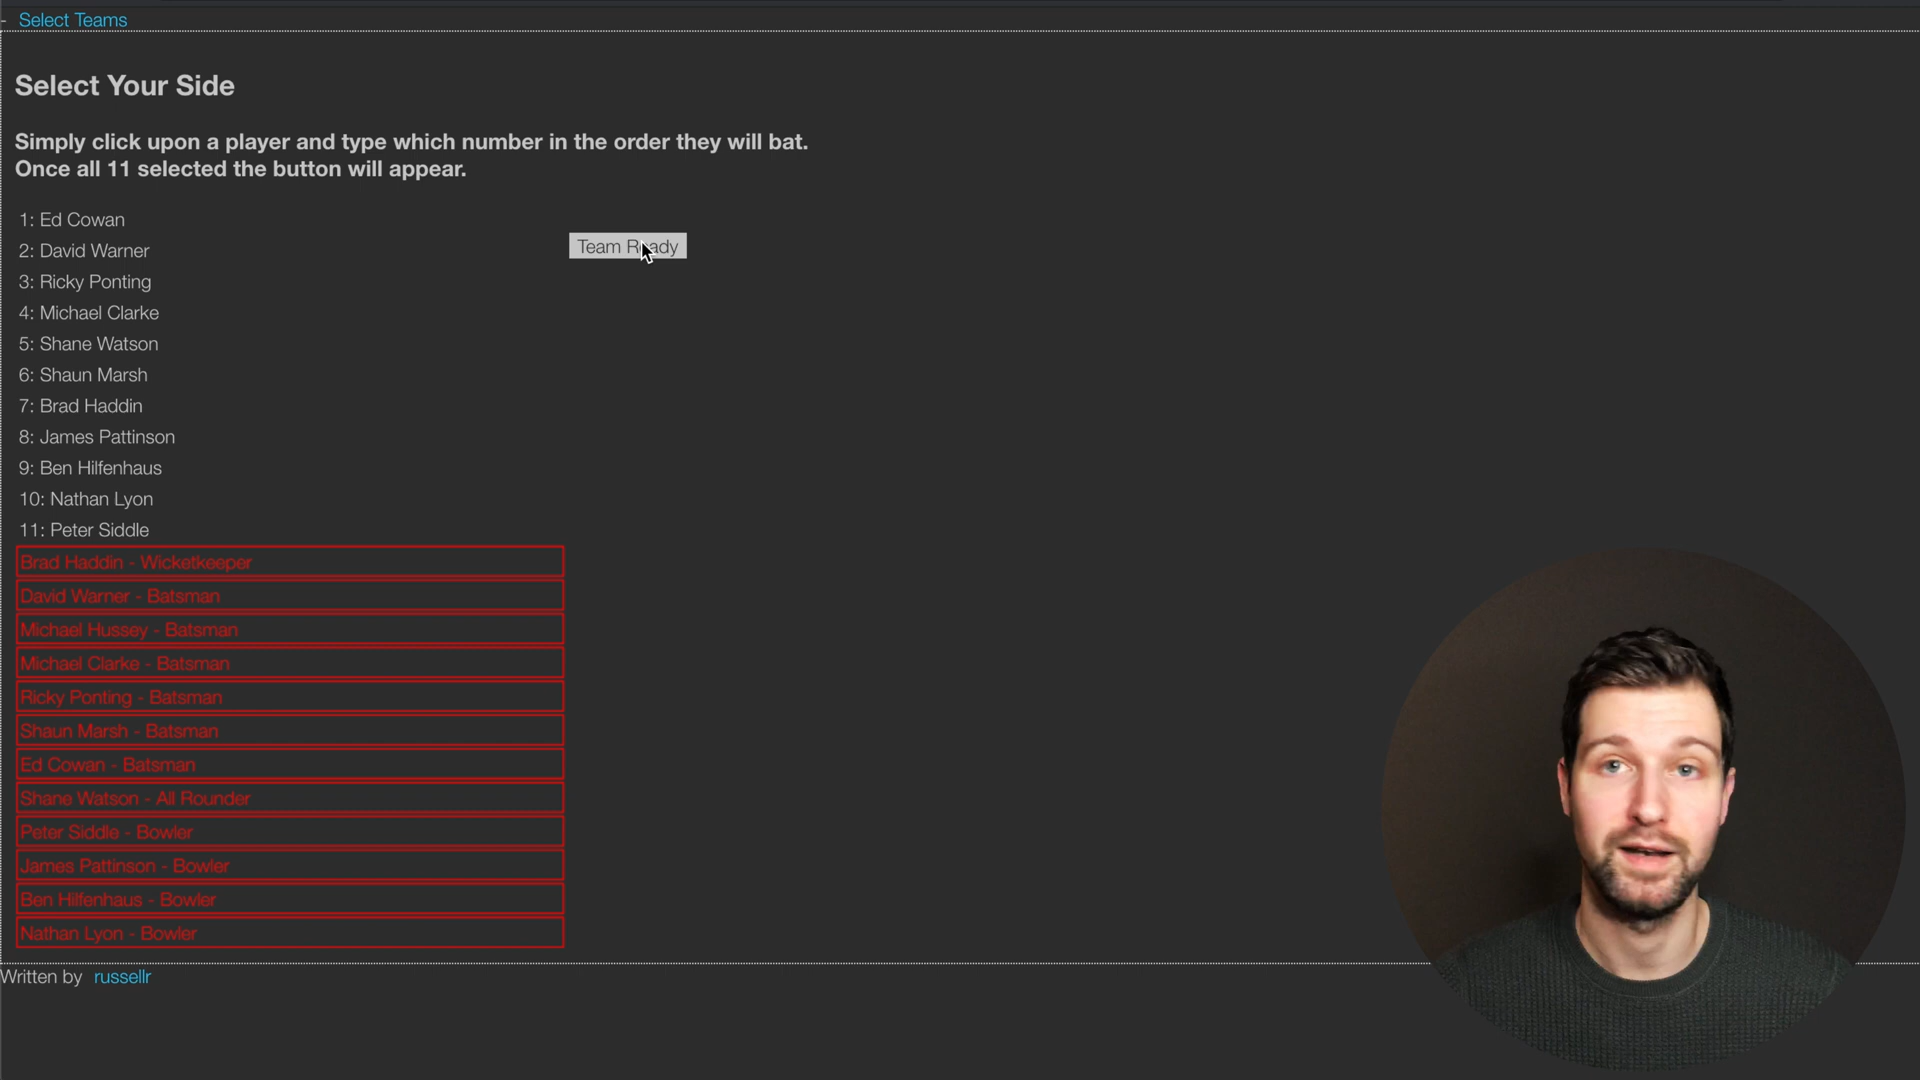 - Select Teams
Select Your Side
Simply click upon a player and type which number in the order they will bat.
Once all 11 selected the button will appear.
1: Ed Cowan
Team Ready
2: David Warner
3: Ricky Ponting
4: Michael Clarke
5: Shane Watson
6: Shaun Marsh
7: Brad Haddin
8: James Pattinson
9: Ben Hilfenhaus
10: Nathan Lyon
11: Peter Siddle
Brad Haddin - Wicketkeeper
David Warner - Batsman
Michael Hussey - Batsman
Michael Clarke - Batsman
Ricky Ponting - Batsman
Shaun Marsh - Batsman
Ed Cowan - Batsman
Shane Watson - All Rounder
Peter Siddle - Bowler
James Pattinson - Bowler
Ben Hilfenhaus - Bowler
Nathan Lyon - Bowler
Written by russellr